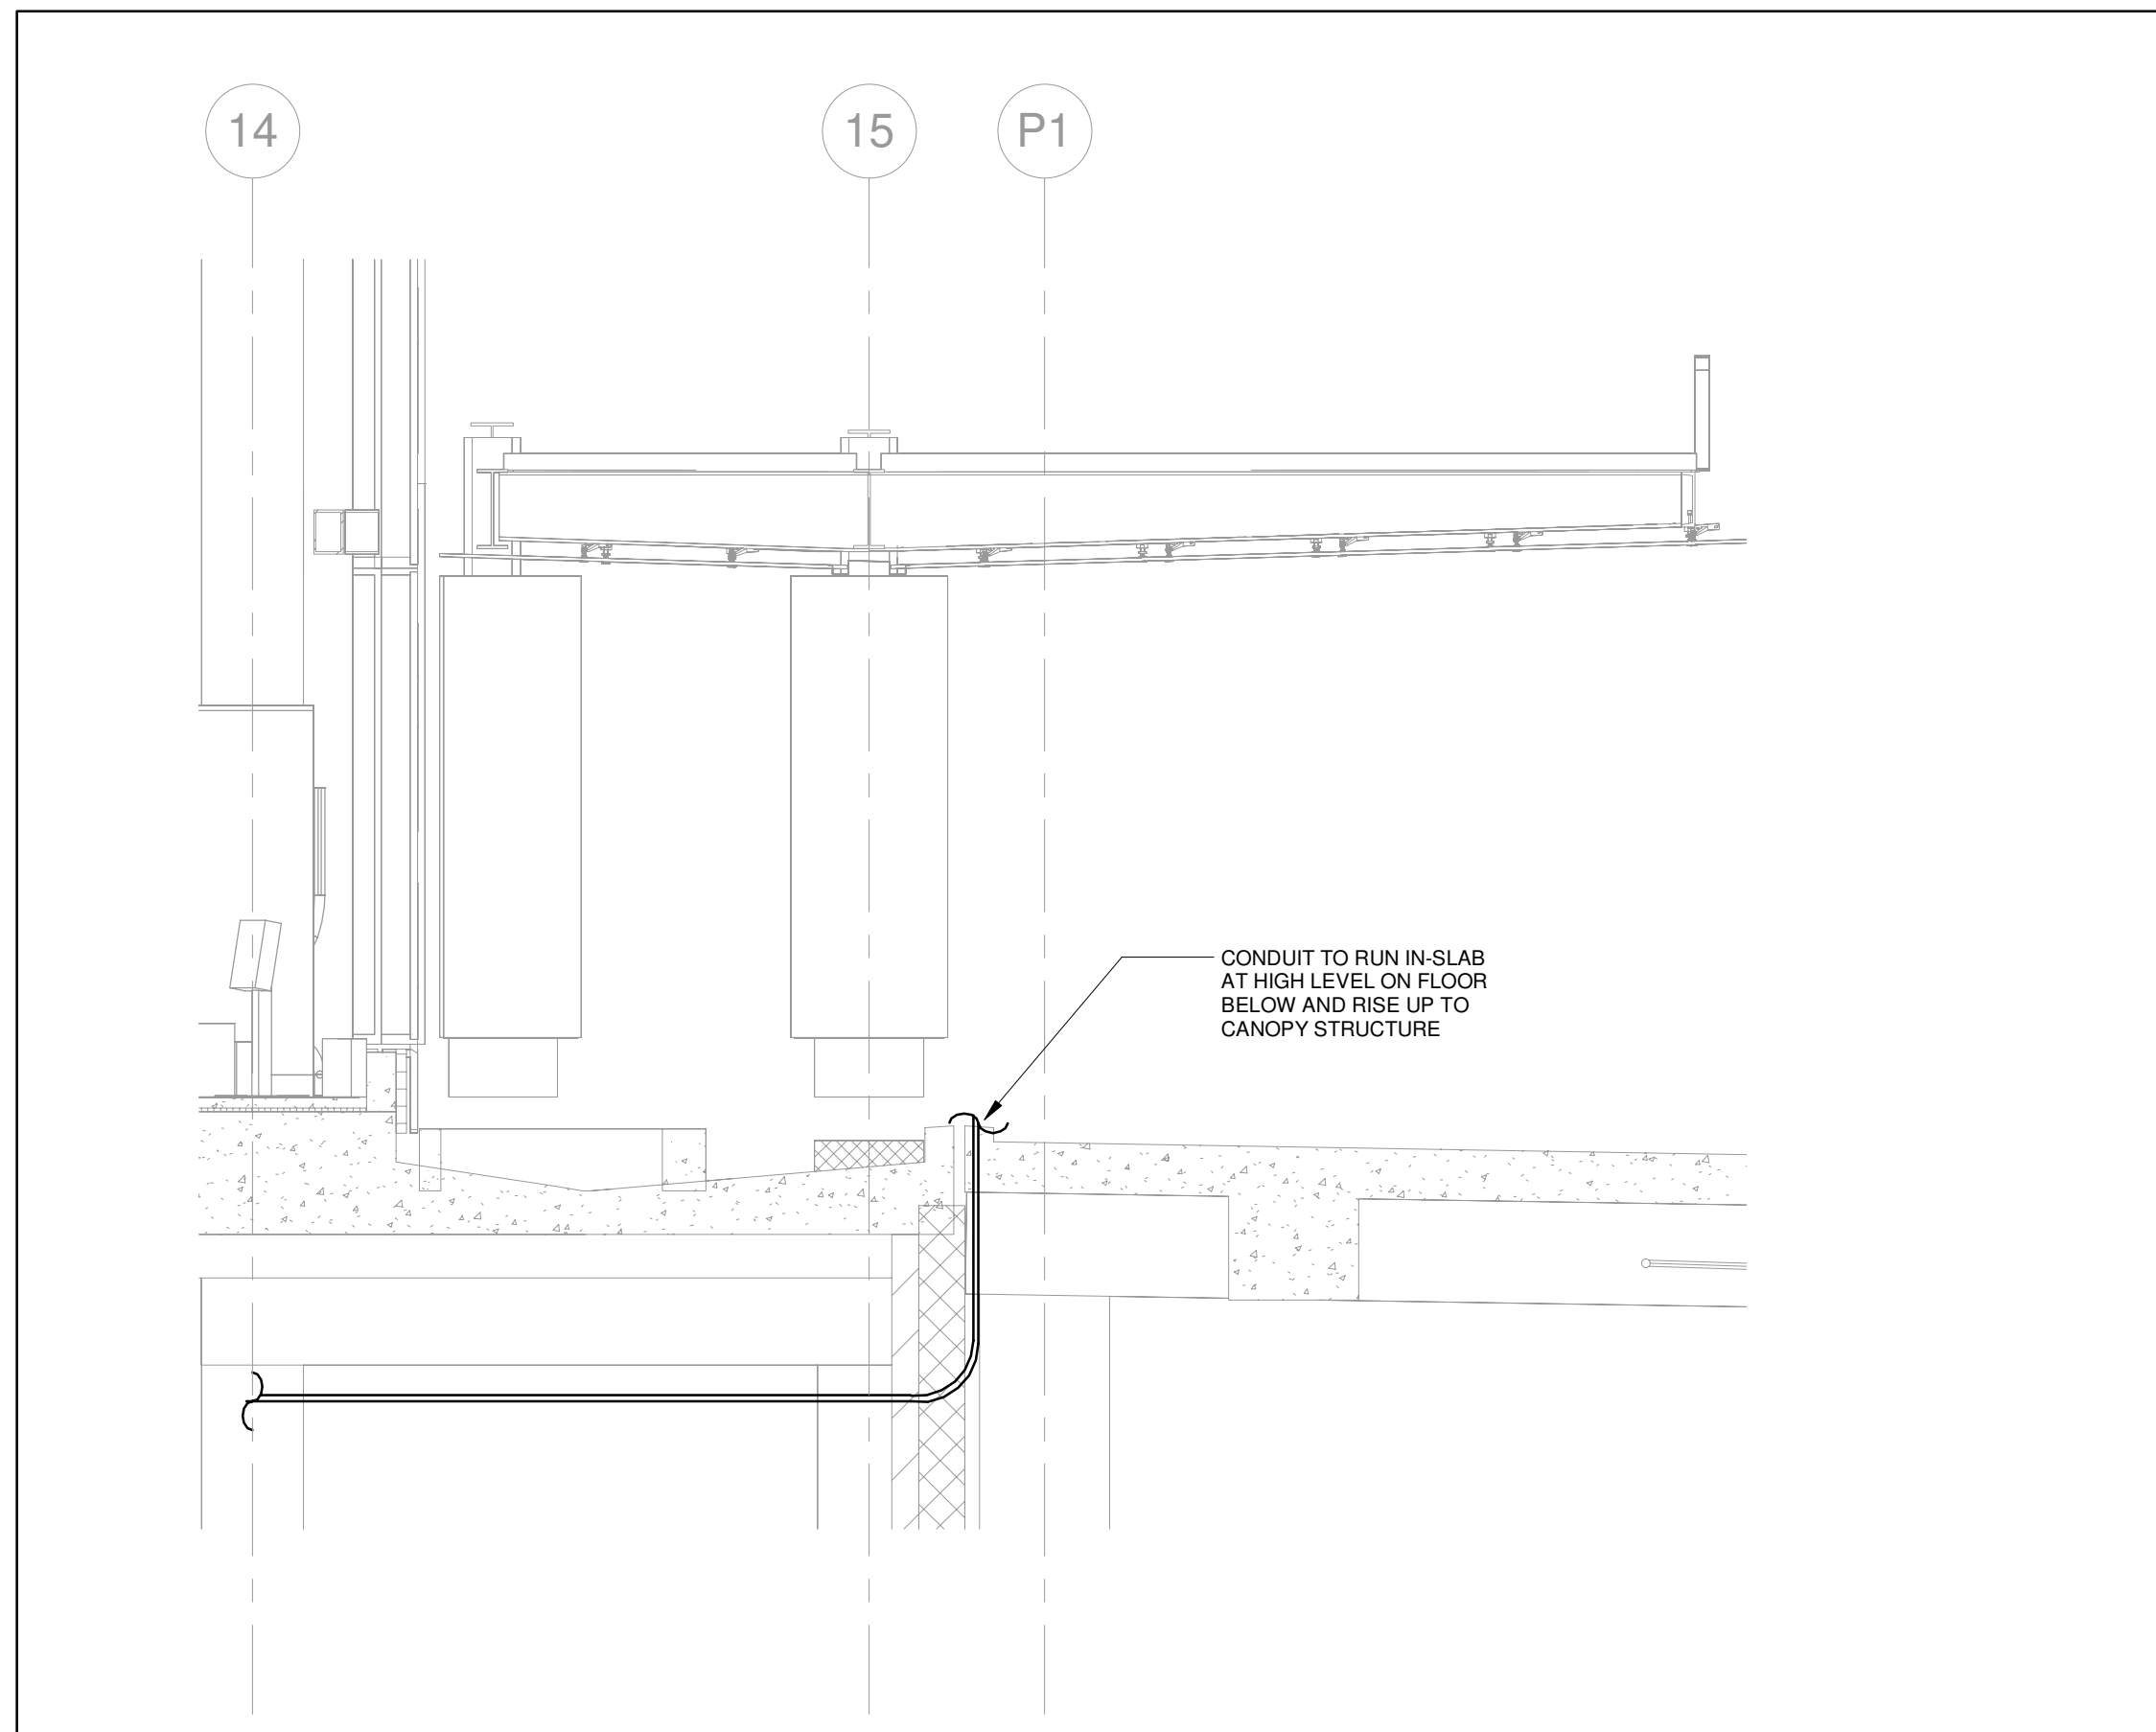 14
15
P1
CONDUIT TO RUN IN-SLAB
AT HIGH LEVEL ON FLOOR
BELOW AND RISE UP TO
CANOPY STRUCTURE